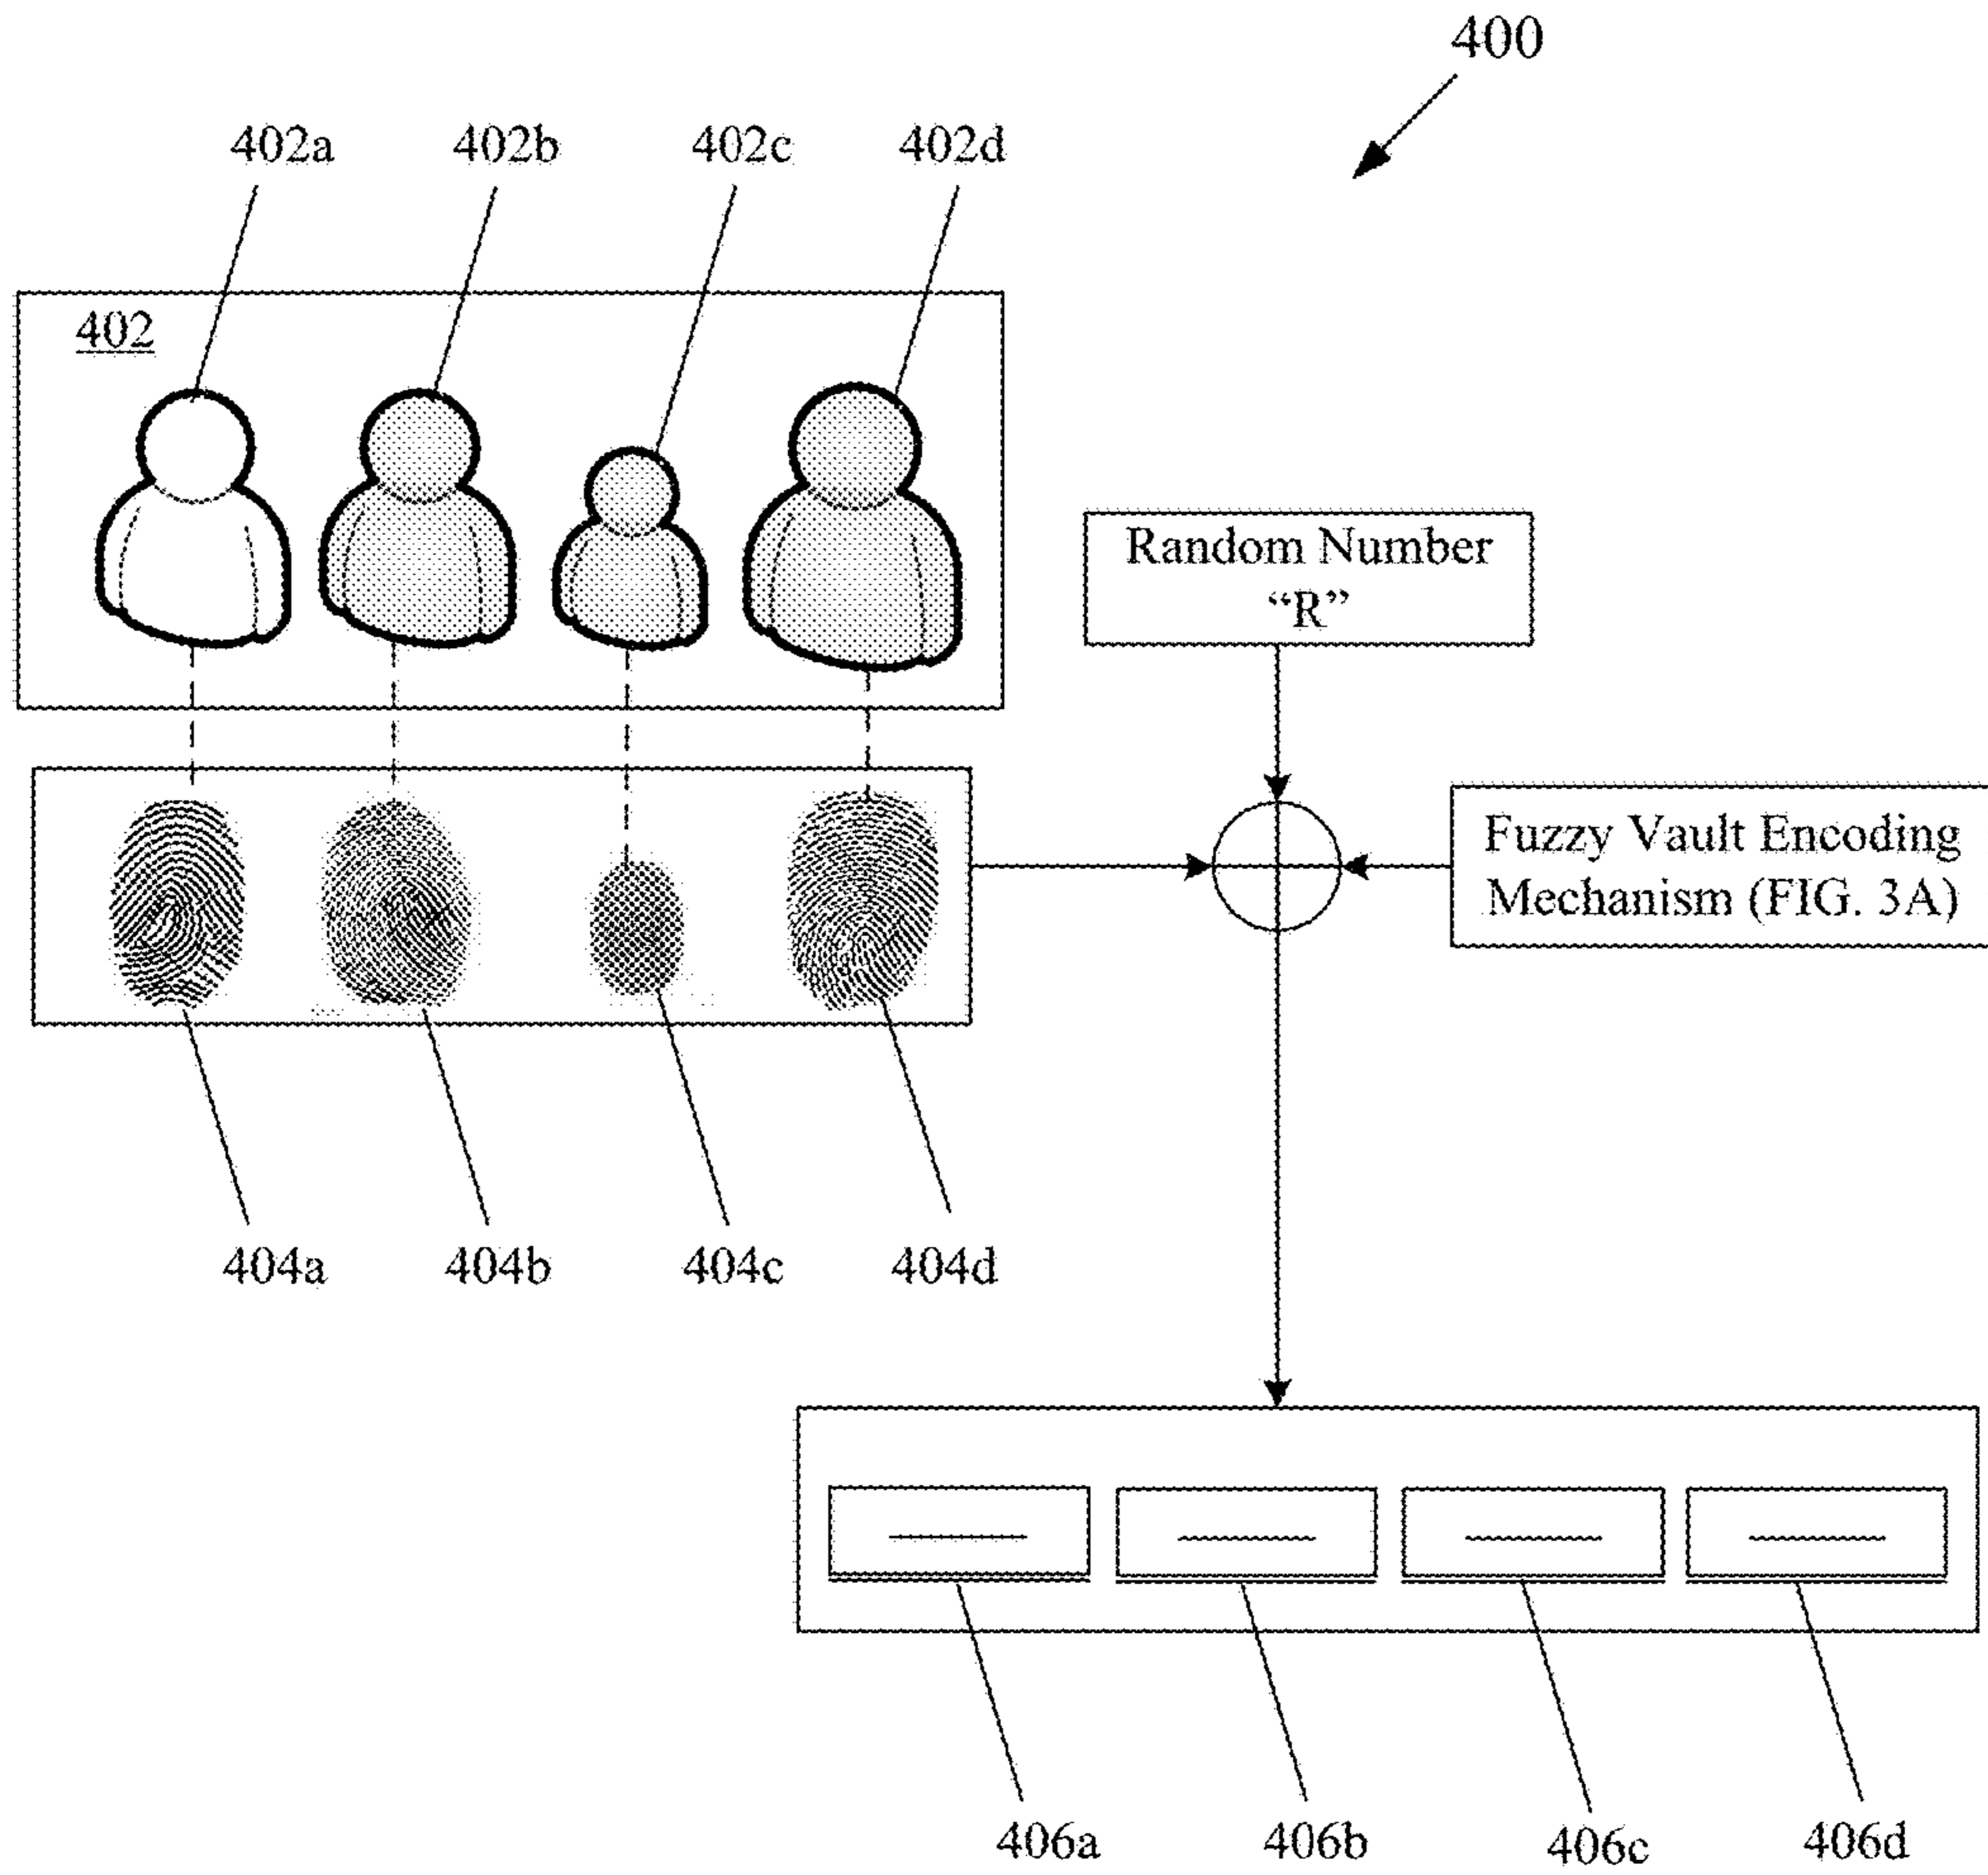 400
402a
402b
402c
402d
402
Random Number
“R”
Fuzzy Vault Encoding
Mechanism (FIG. 3A)
404a
404b
404c
404d
406a
406b
406c
406d